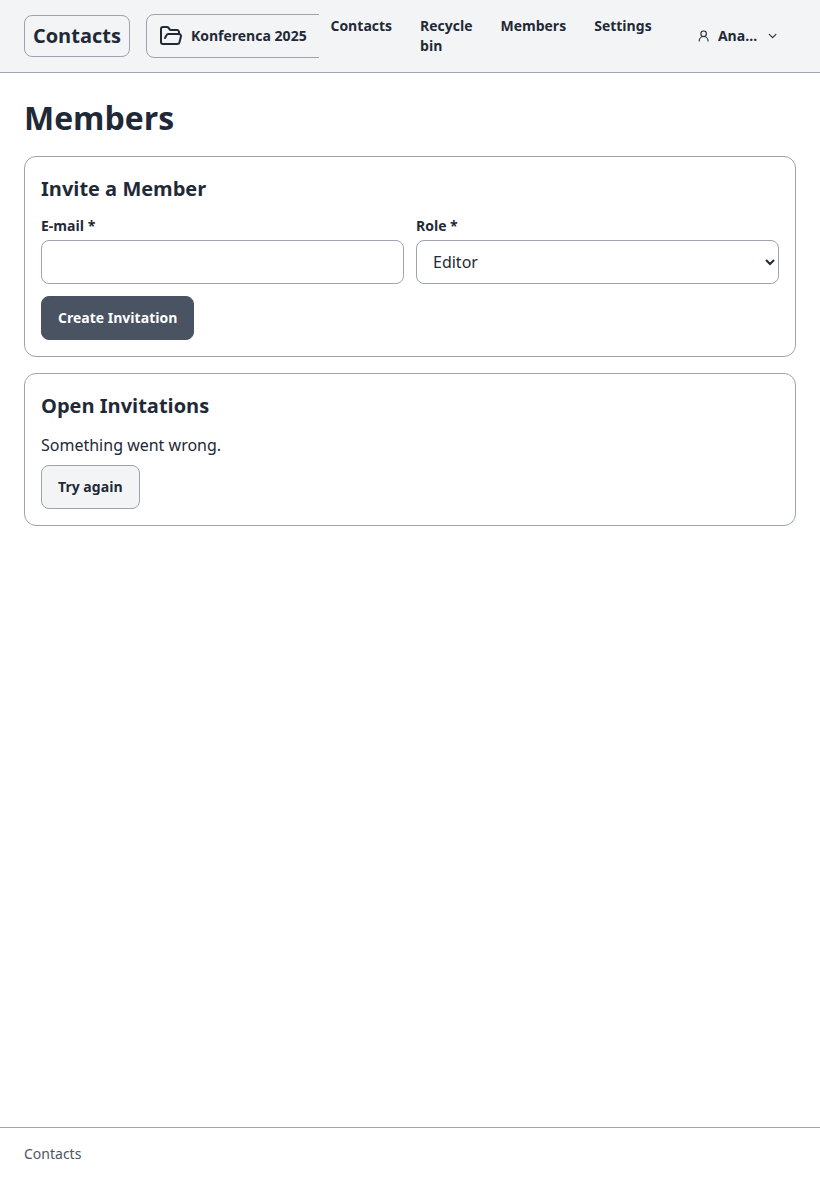 Contacts
Konferenca 2025
Contacts
Recycle
bin
Members
Settings
Ana...
Members
Invite a Member
E-mail *
Role *
Editor
Create Invitation
Open Invitations
Something went wrong.
Try again
Contacts